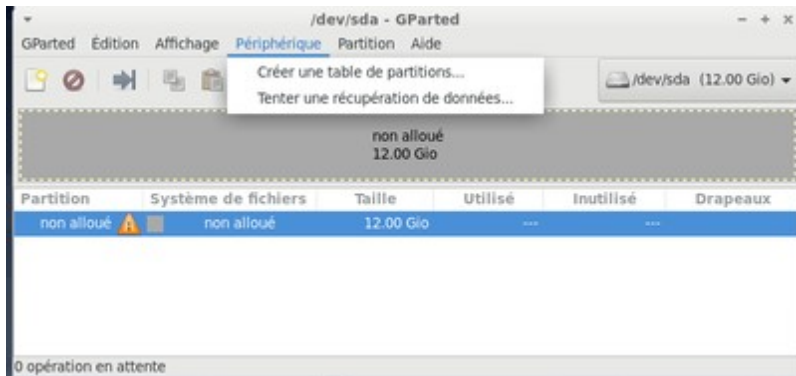 /dev/sda - GParted
GParted Édition Affichage Périphérique Partition Aide
Créer une table de partitions...
Tenter une récupération de données...
/dev/sda (12.00 Gio)
non alloué
12.00 Gio
Partition Système de fichiers Taille Utilisé Inutilisé Drapeaux
non alloué non alloué 12.00 Gio --- ---
0 opération en attente